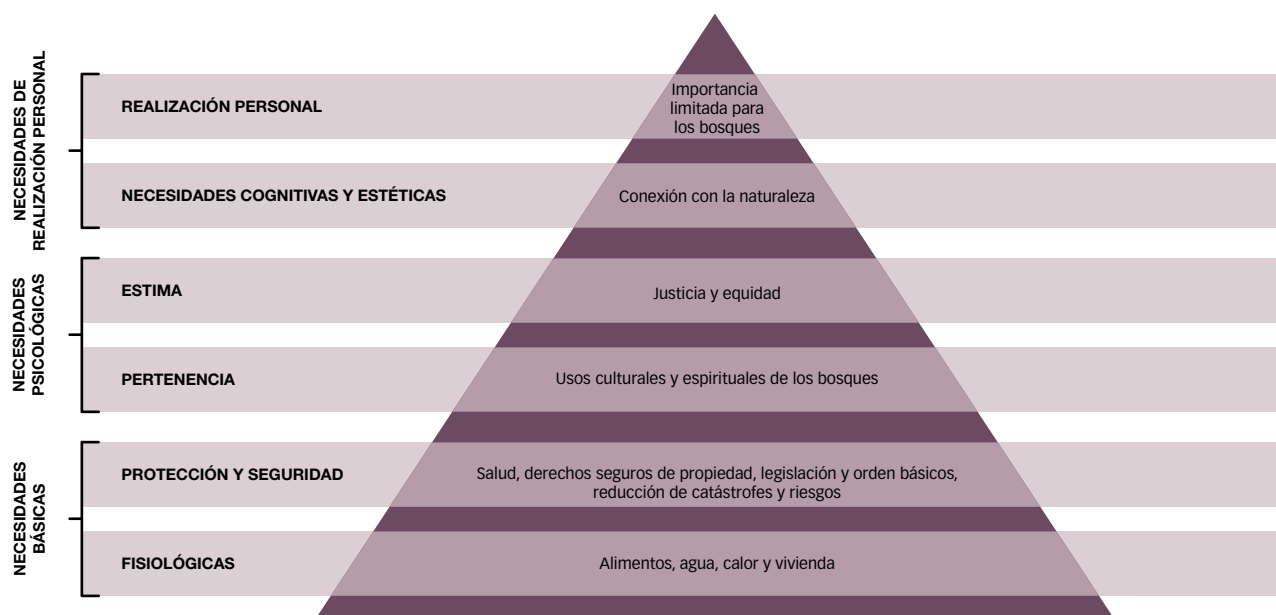 NECESIDADES DE
REALIZACIÓN PERSONAL
REALIZACIÓN PERSONAL
Importancia
limitada para
los bosques
NECESIDADES COGNITIVAS Y ESTÉTICAS
Conexión con la naturaleza
NECESIDADES
PSICOLÓGICAS
ESTIMA
Justicia y equidad
PERTENENCIA
Usos culturales y espirituales de los bosques
NECESIDADES
BÁSICAS
PROTECCIÓN Y SEGURIDAD
Salud, derechos seguros de propiedad, legislación y orden básicos,
reducción de catástrofes y riesgos
FISIOLÓGICAS
Alimentos, agua, calor y vivienda